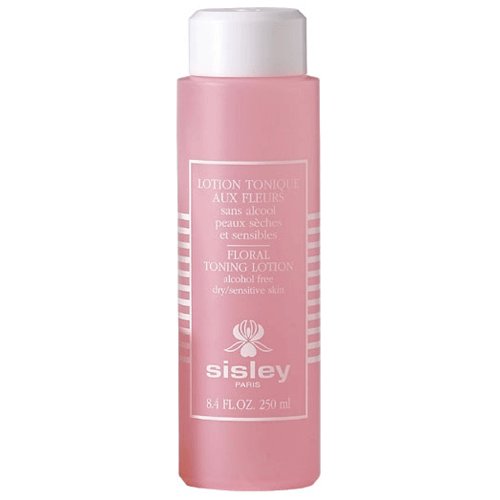 LOTION TONIQUE
AUX FLEURS
sans alcool
peaux sèches
et sensibles
FLORAL
TONING LOTION
alcohol free
dry/sensitive skin
sisley
PARIS
8.4 FL.OZ. 250 ml